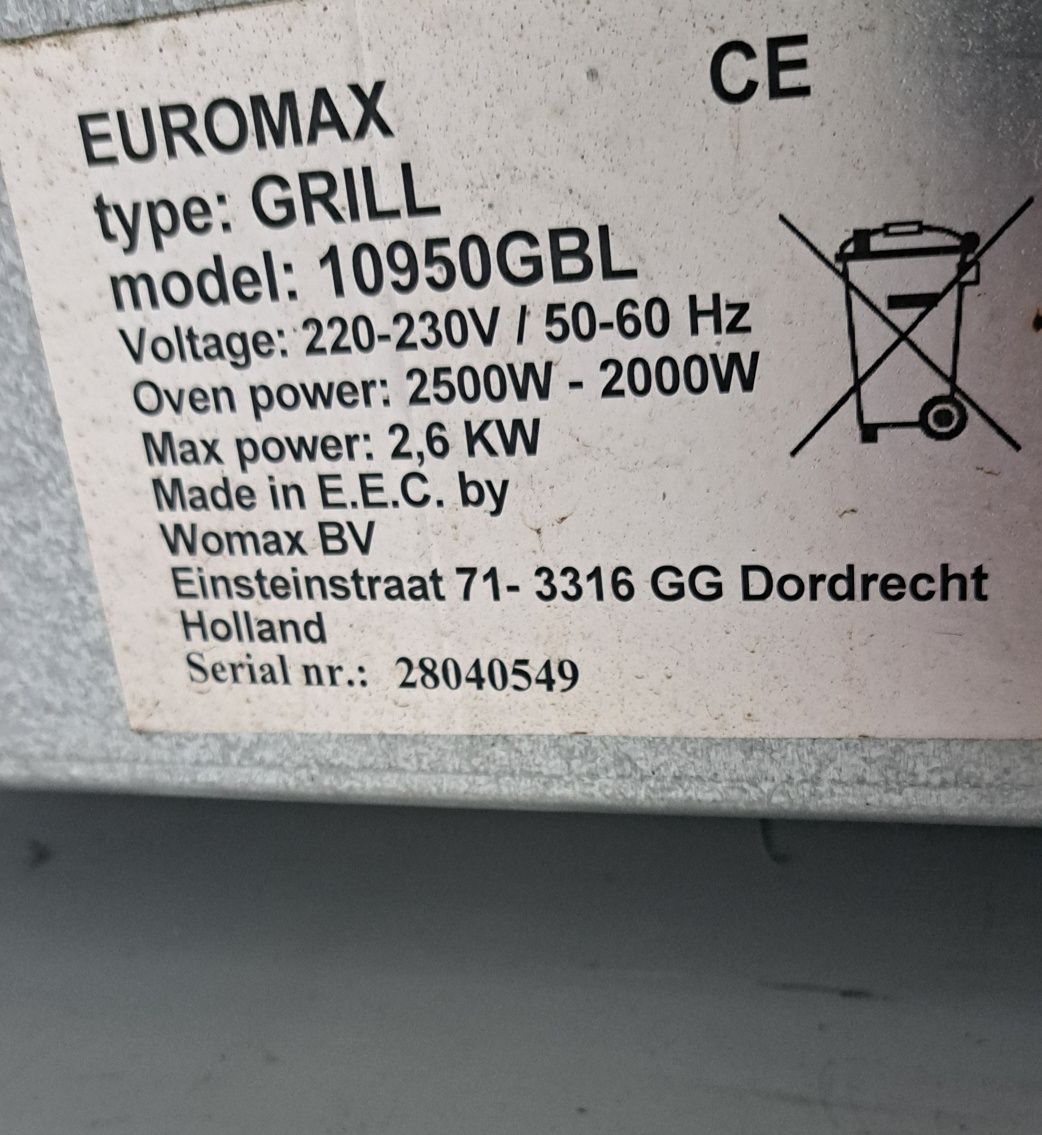 CE
EUROMAX
type: GRILL
model: 10950GBL
Voltage: 220-230V / 50-60 Hz
Oven power: 2500W - 2000W
Max power: 2,6 KW
Made in E.E.C. by
Womax BV
Einsteinstraat 71- 3316 GG Dordrecht
Holland
Serial nr.: 28040549